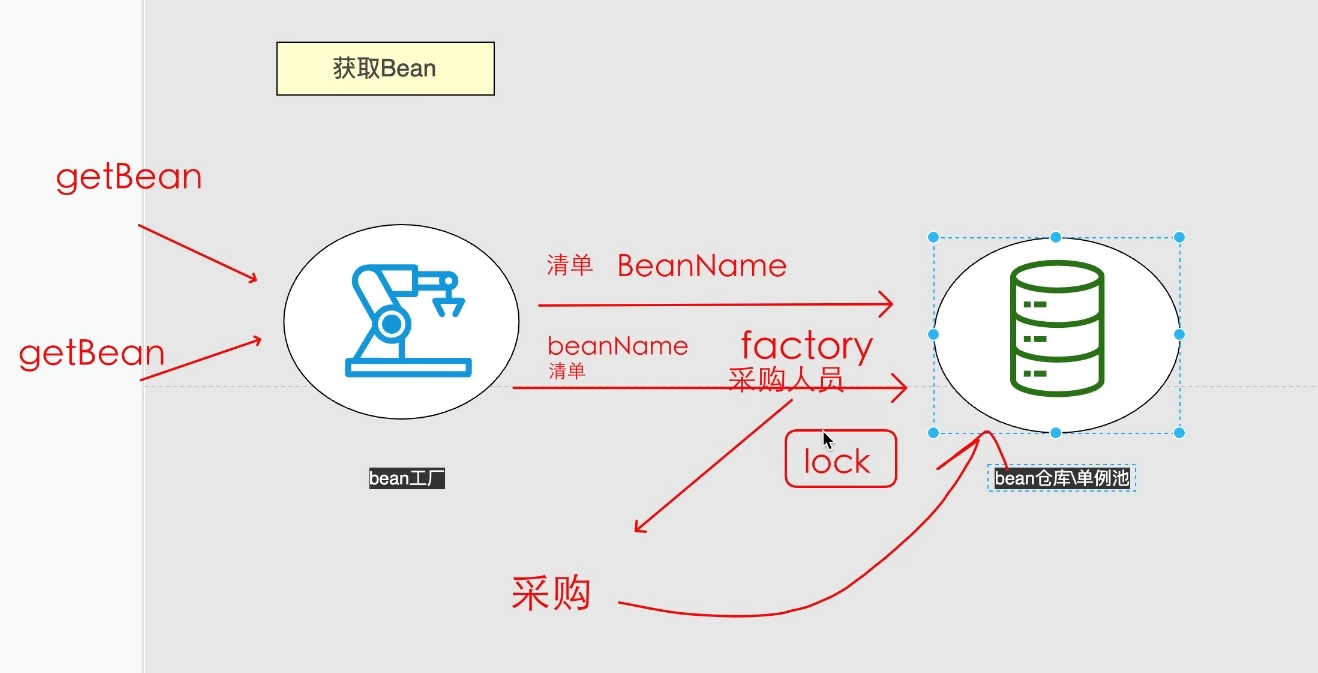 获取Bean
getBean
getBean
清单 BeanName
beanName
清单
factory
采购人员
lock
bean工厂
bean仓库\单例池
采购